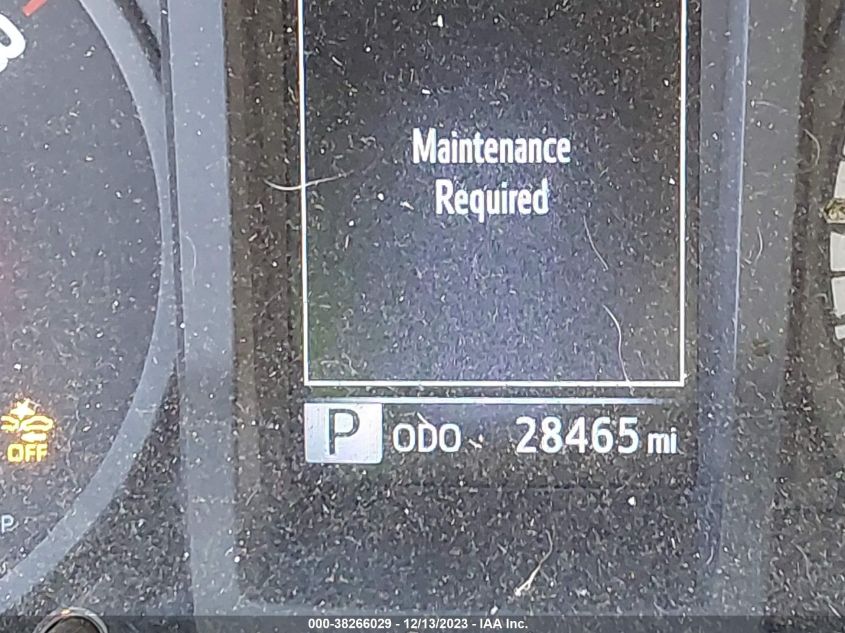 Maintenance
Required
P ODO 28465 mi
OFF
P
000-38266029 - 12/13/2023 - IAA Inc.